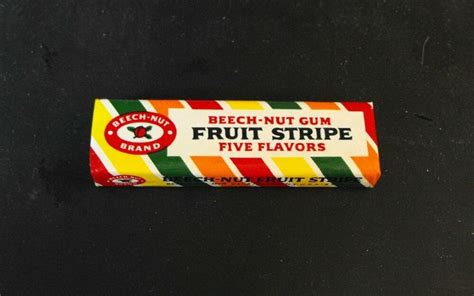 BEECH-NUT
BRAND
BEECH-NUT GUM
FRUIT STRIPE
FIVE FLAVORS
BEECH-NUT FRUIT STRIPE